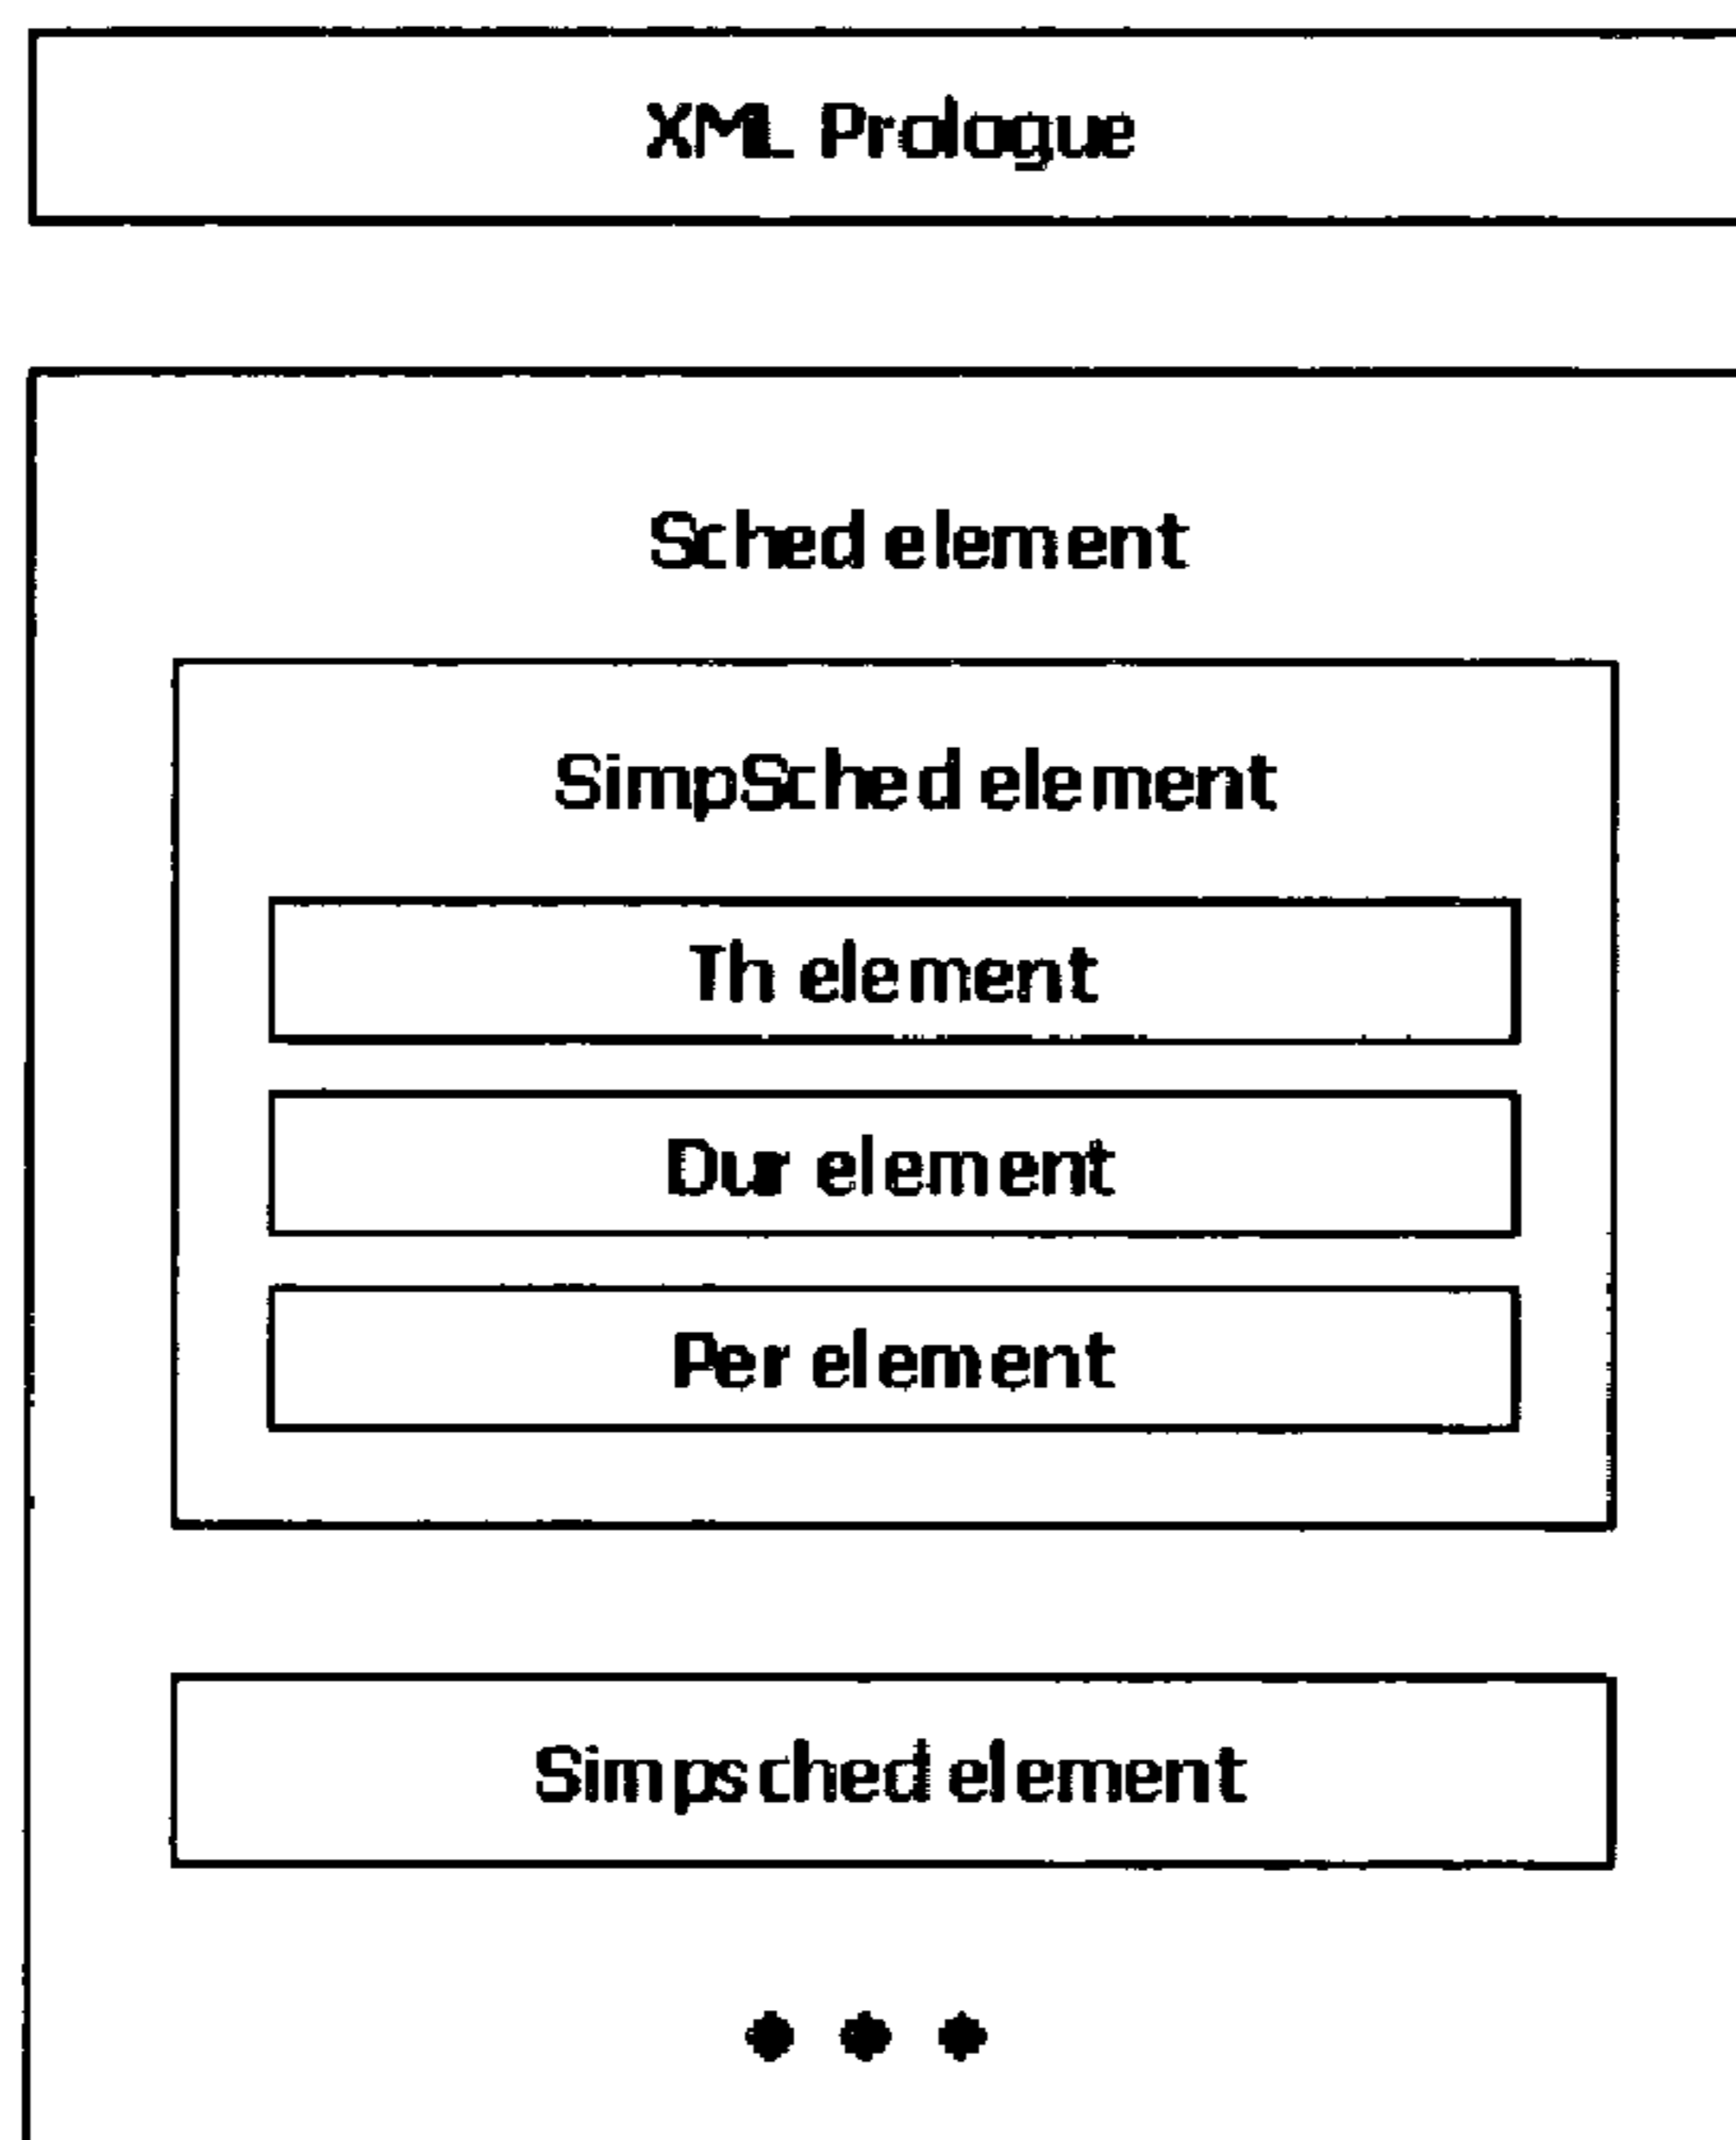 XML Prologue
Sched element
SimpSched element
Th element
Dur element
Per element
Simpsched element